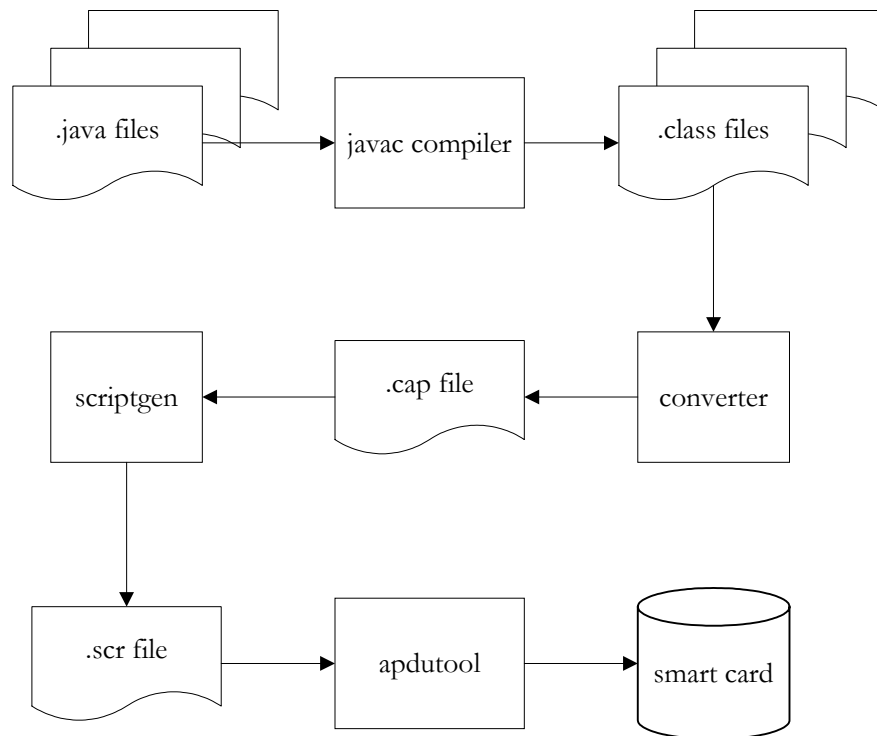 .java files
javac compiler
.class files
scriptgen
.cap file
converter
.scr file
apdutool
smart card